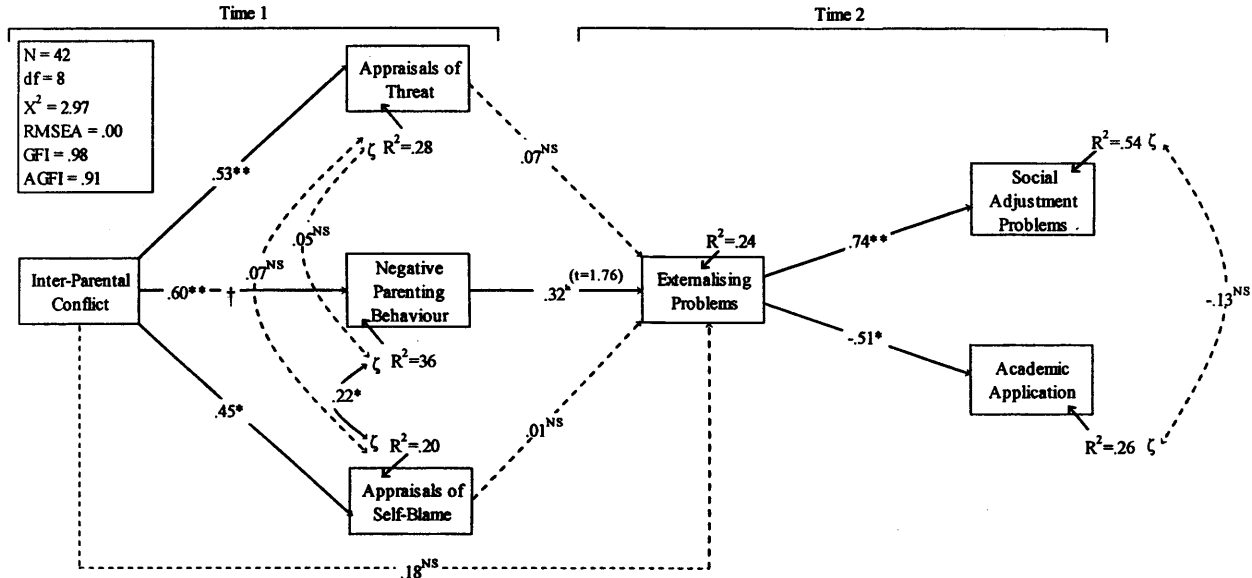 Time 1
Time 2
N = 42
df = 8
X² = 2.97
RMSEA = .00
GFI = .98
AGFI = .91
Appraisals of
Threat
R²=.28
ζ
.53**
.07ᴺˢ
.05ᴺˢ
.07ᴺˢ
Inter-Parental
Conflict
.60** †
Negative
Parenting
Behaviour
R²=36
ζ
.22*
.45*
ζ
R²=.20
Appraisals of
Self-Blame
.32
(t=1.76)
.01ᴺˢ
.18ᴺˢ
R²=.24
Externalising
Problems
.74**
-.51*
R²=.54 ζ
Social
Adjustment
Problems
-.13ᴺˢ
Academic
Application
R²=.26 ζ